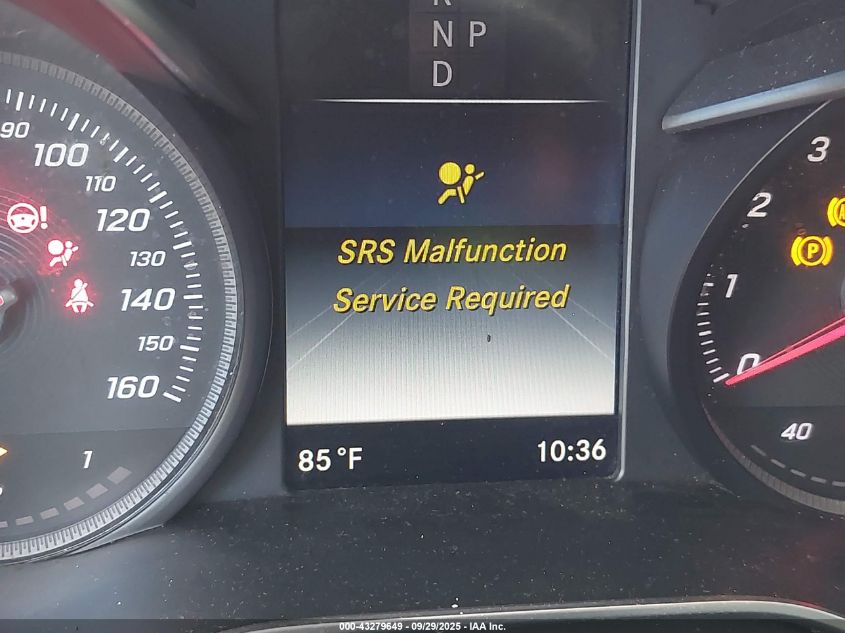 N P
D
90
100
110
120
130
140
150
160
1
SRS Malfunction
Service Required
85°F
10:36
3
2
1
0
P
40
000-43279649 - 09/29/2025 - IAA Inc.